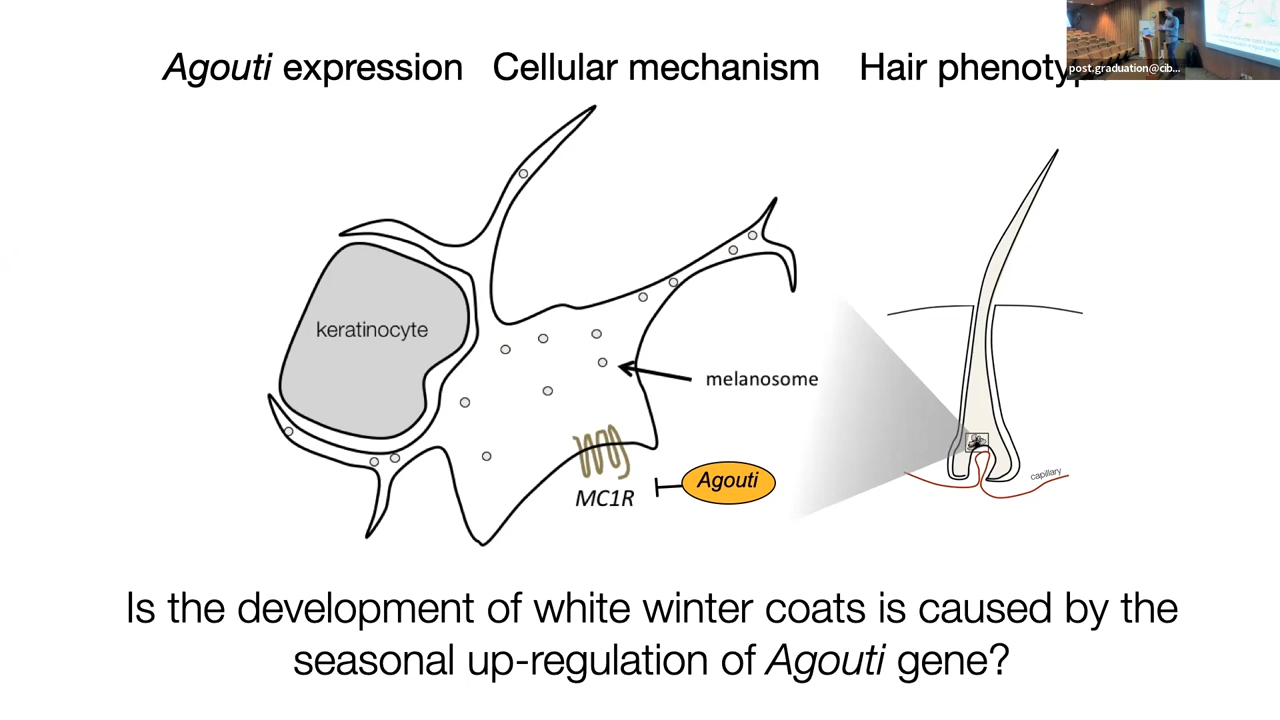 Agouti expression Cellular mechanism Hair phenoty
post.graduation@cib...
keratinocyte
melanosome
Agouti
MC1R
capillary
Is the development of white winter coats is caused by the
seasonal up-regulation of Agouti gene?